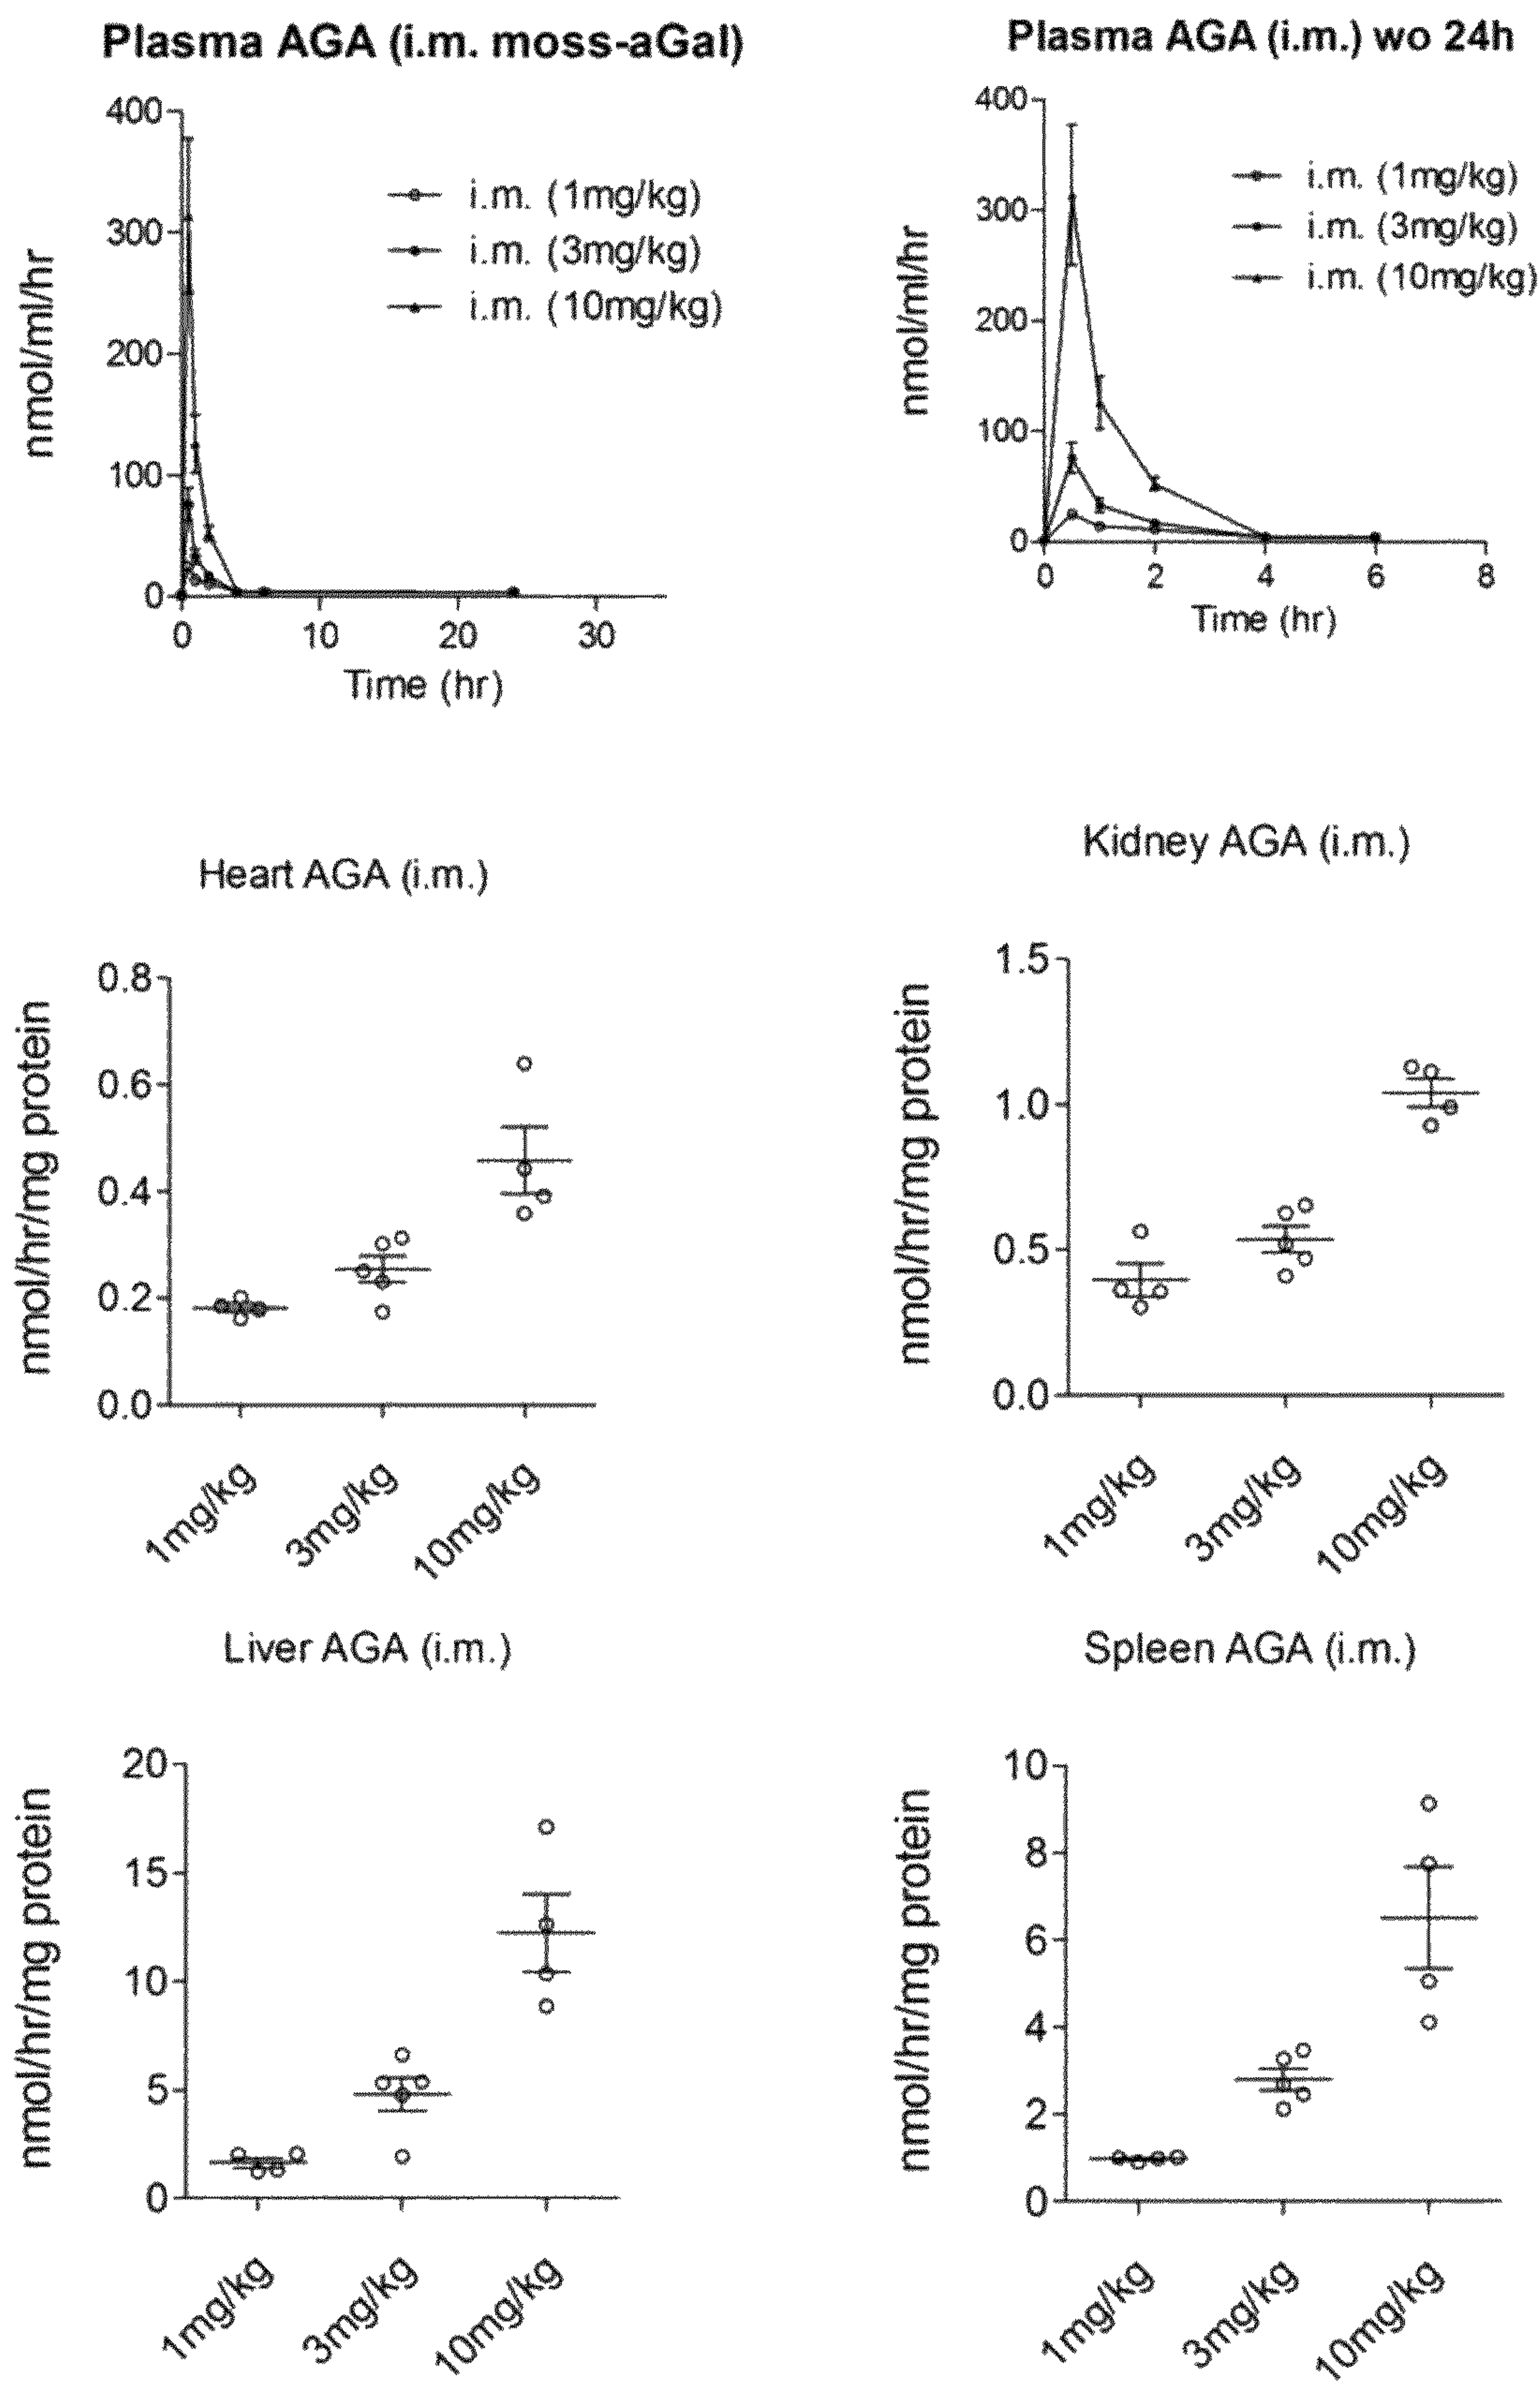 Plasma AGA (i.m. moss-aGal)
400
300
200
100
0
nmol/ml/hr
i.m. (1mg/kg)
i.m. (3mg/kg)
i.m. (10mg/kg)
0 10 20 30
Time (hr)
Plasma AGA (i.m.) wo 24h
400
300
200
100
0
nmol/ml/hr
i.m. (1mg/kg)
i.m. (3mg/kg)
i.m. (10mg/kg)
0 2 4 6 8
Time (hr)
Heart AGA (i.m.)
0.8
0.6
0.4
0.2
0.0
nmol/hr/mg protein
1mg/kg
3mg/kg
10mg/kg
Kidney AGA (i.m.)
1.5
1.0
0.5
0.0
nmol/hr/mg protein
1mg/kg
3mg/kg
10mg/kg
Liver AGA (i.m.)
20
15
10
5
0
nmol/hr/mg protein
1mg/kg
3mg/kg
10mg/kg
Spleen AGA (i.m.)
10
8
6
4
2
0
nmol/hr/mg protein
1mg/kg
3mg/kg
10mg/kg